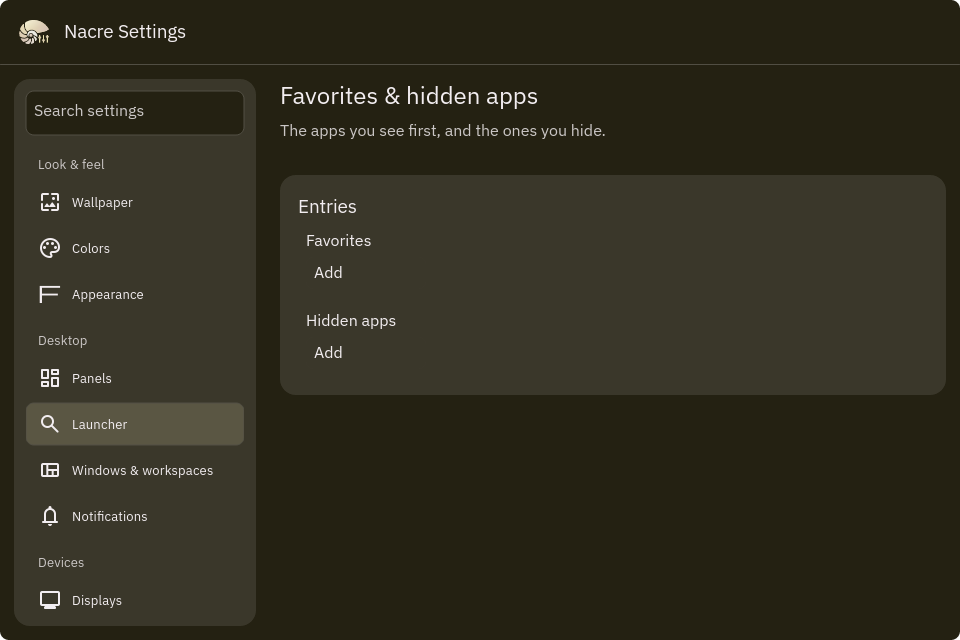 Nacre Settings
Search settings
Look & feel
Wallpaper
Colors
Appearance
Desktop
Panels
Launcher
Windows & workspaces
Notifications
Devices
Displays
Favorites & hidden apps
The apps you see first, and the ones you hide.
Entries
Favorites
Add
Hidden apps
Add